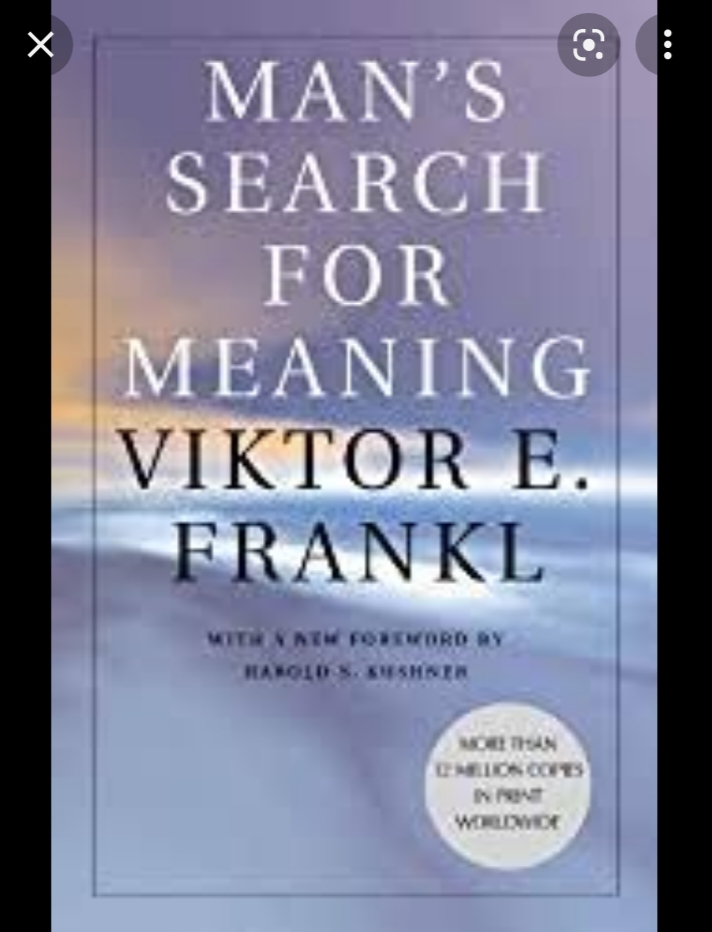 MAN'S
SEARCH
FOR
MEANING
VIKTOR E.
FRANKL
WITH A NEW FOREWORD BY
HAROLD S. KUSHNER
MORE THAN
12 MILLION COPIES
IN PRINT
WORLDWIDE